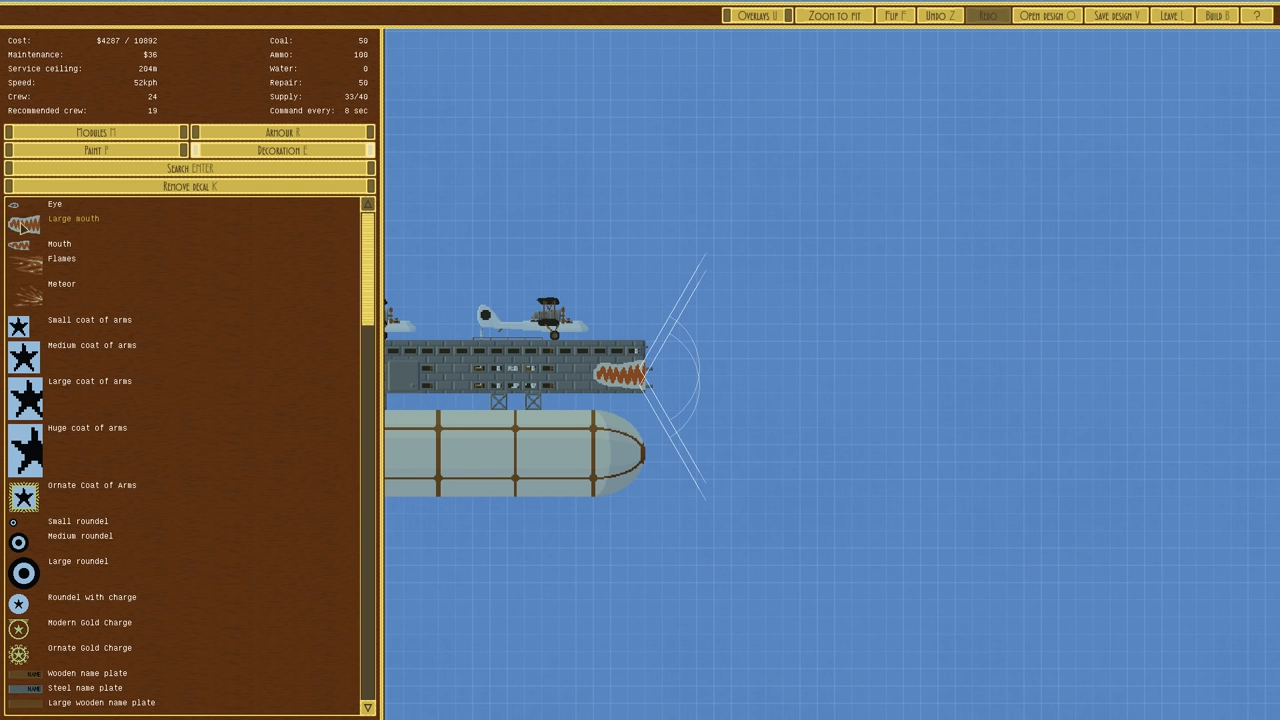 Overlays U Zoom to fit Flip F Undo Z Redo Open design O Save design V Leave L Build B ?
Cost: $4287 / 10892 Coal: 50
Maintenance: $36 Ammo: 100
Service ceiling: 204m Water: 0
Speed: 52kph Repair: 50
Crew: 24 Supply: 33/40
Recommended crew: 19 Command every: 8 sec
Modules M Armour R
Paint P Decoration E
Search ENTER
Remove decal K
Eye
Large mouth
Mouth
Flames
Meteor
Small coat of arms
Medium coat of arms
Large coat of arms
Huge coat of arms
Ornate Coat of Arms
Small roundel
Medium roundel
Large roundel
Roundel with charge
Modern Gold Charge
Ornate Gold Charge
NAME Wooden name plate
NAME Steel name plate
Large wooden name plate